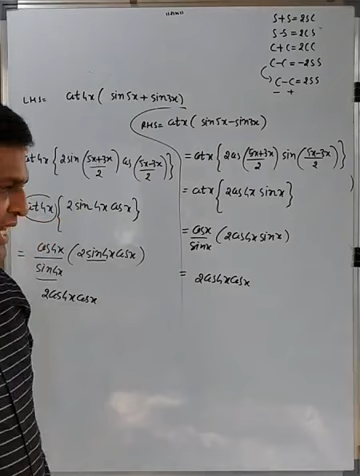 S+S=2SC
S-S=2CS
C+C=2CC
C-C=-2SS
C-C=2SS
- +
LHS= cot4x ( sin5x + sin3x )
cot4x { 2sin (5x+3x/2) cos (5x-3x/2) }
cot4x { 2 sin4x cosx }
= cos4x/sin4x ( 2sin4x cosx )
2cos4x cosx
RHS= cotx ( sin5x - sin3x )
= cotx { 2cos (5x+3x/2) sin (5x-3x/2) }
= cotx { 2cos4x sinx }
= cosx/sinx ( 2cos4x sinx )
= 2cos4x cosx